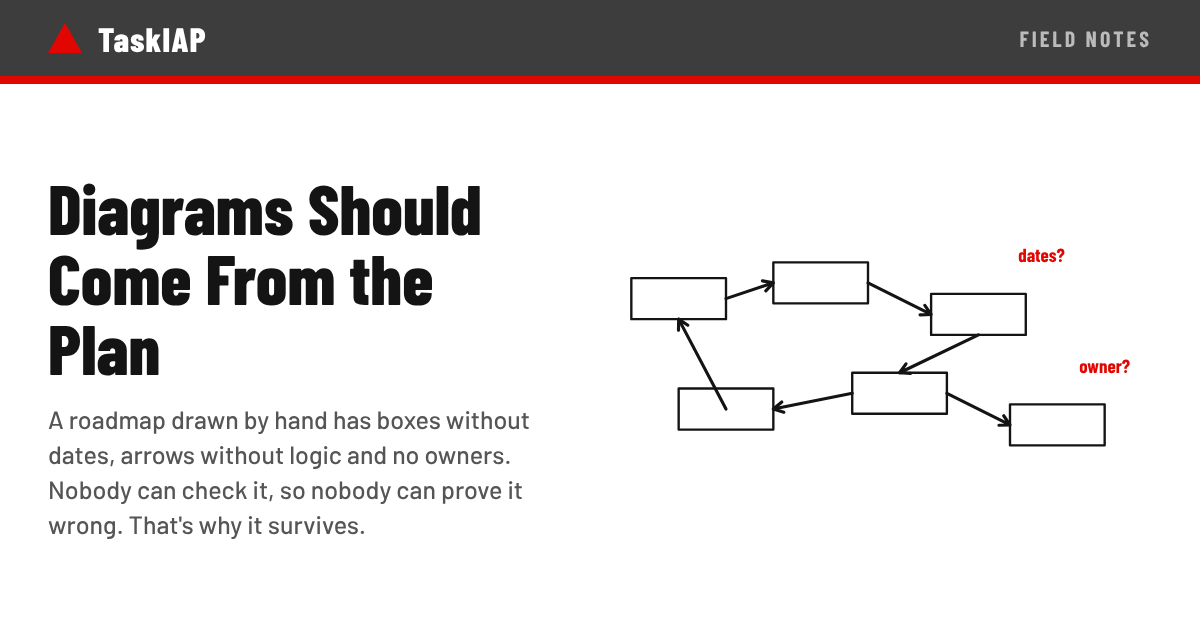 TaskIAP
FIELD NOTES
Diagrams Should
Come From the
Plan
A roadmap drawn by hand has boxes without
dates, arrows without logic and no owners.
Nobody can check it, so nobody can prove it
wrong. That's why it survives.
dates?
owner?